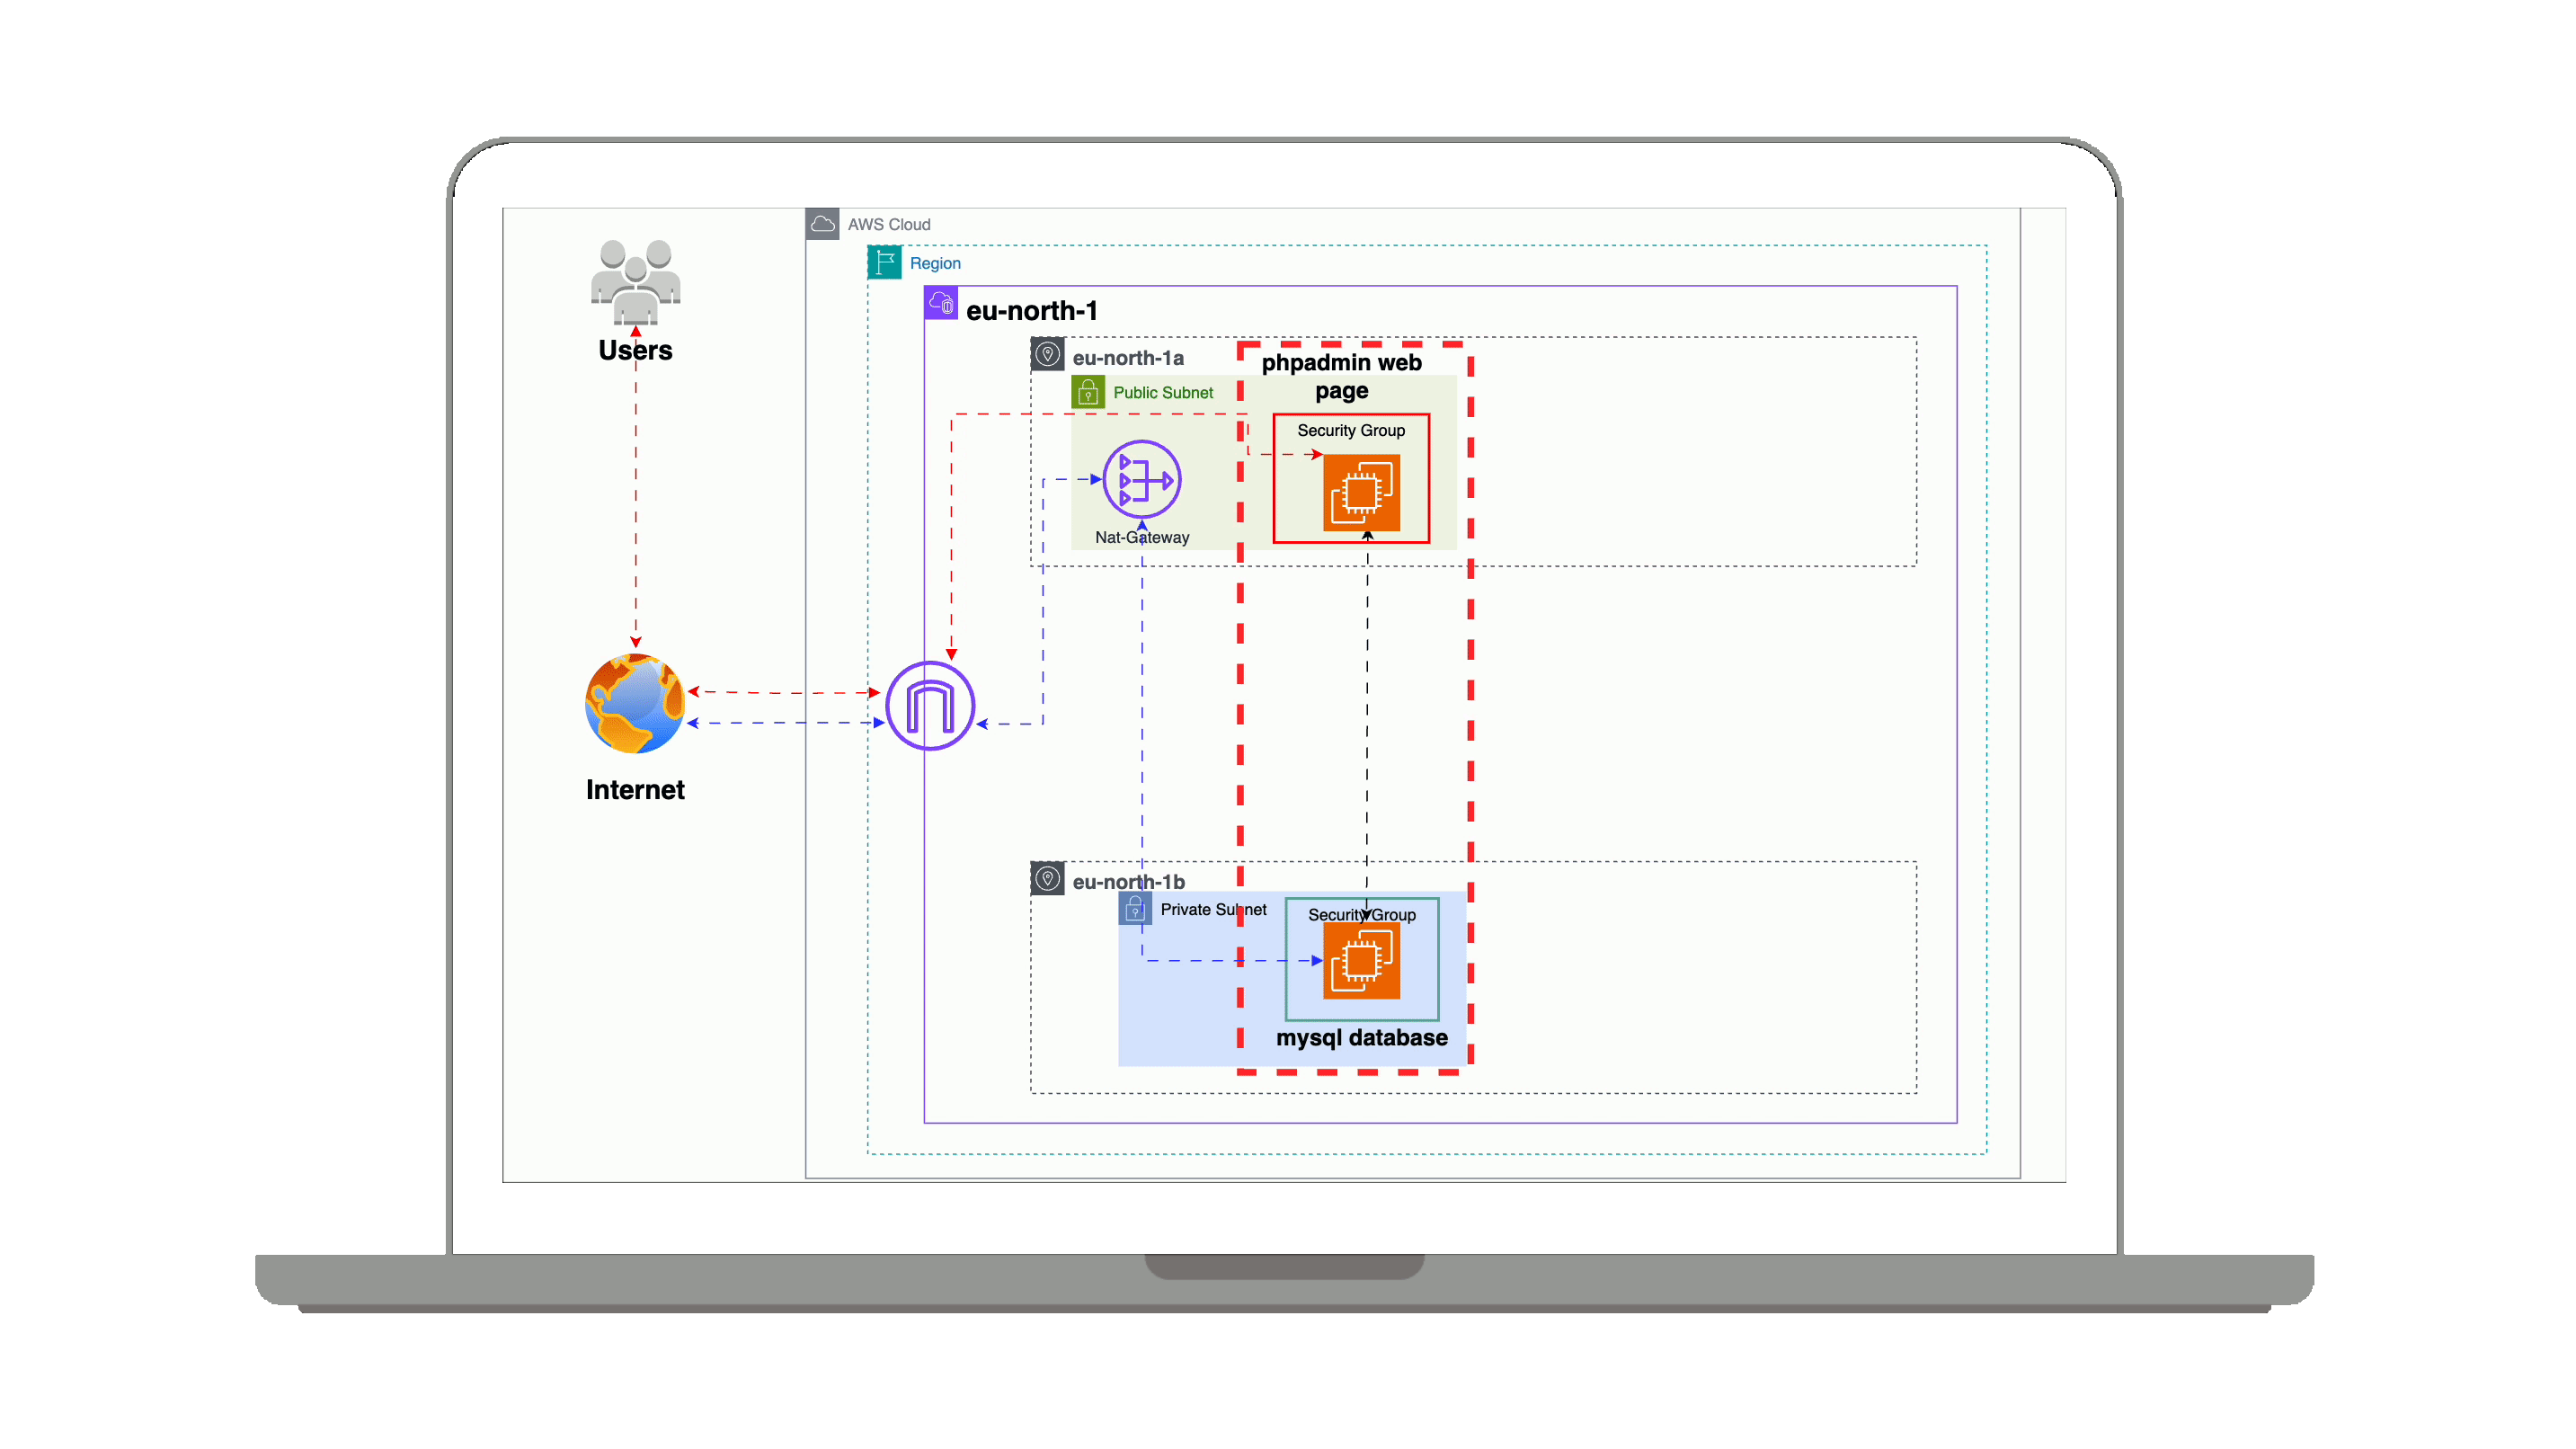 AWS Cloud
Region
Users
eu-north-1
eu-north-1a
phpadmin web
page
Public Subnet
Security Group
Nat-Gateway
Internet
eu-north-1b
Private Subnet
Security Group
mysql database